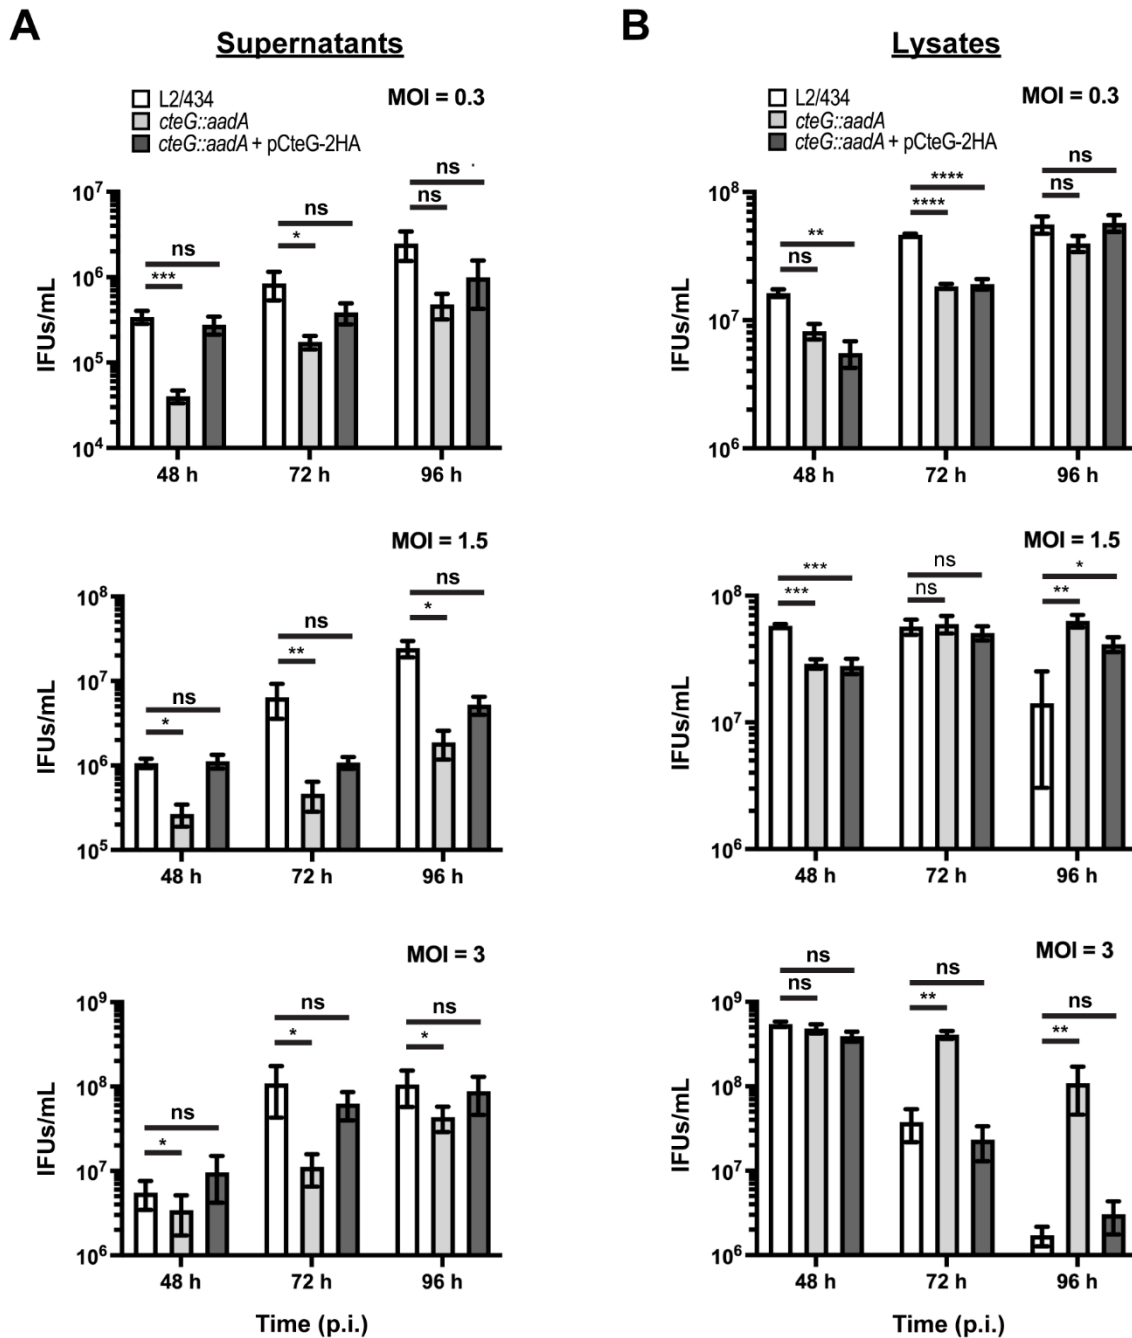 A
Supernatants
L2/434
cteG::aadA
cteG::aadA + pCteG-2HA
MOI = 0.3
ns
ns
ns
ns
*
***
10⁷
10⁶
10⁵
10⁴
IFUs/mL
48 h 72 h 96 h
MOI = 1.5
ns
ns
*
**
ns
*
10⁸
10⁷
10⁶
10⁵
IFUs/mL
48 h 72 h 96 h
MOI = 3
ns ns
* *
ns
*
10⁹
10⁸
10⁷
10⁶
IFUs/mL
48 h 72 h 96 h
Time (p.i.)
B
Lysates
L2/434
cteG::aadA
cteG::aadA + pCteG-2HA
MOI = 0.3
ns
****
ns
****
**
ns
10⁸
10⁷
10⁶
IFUs/mL
48 h 72 h 96 h
MOI = 1.5
*** ns *
*** ns **
10⁸
10⁷
10⁶
IFUs/mL
48 h 72 h 96 h
MOI = 3
ns ns
ns **
ns
**
10⁹
10⁸
10⁷
10⁶
IFUs/mL
48 h 72 h 96 h
Time (p.i.)